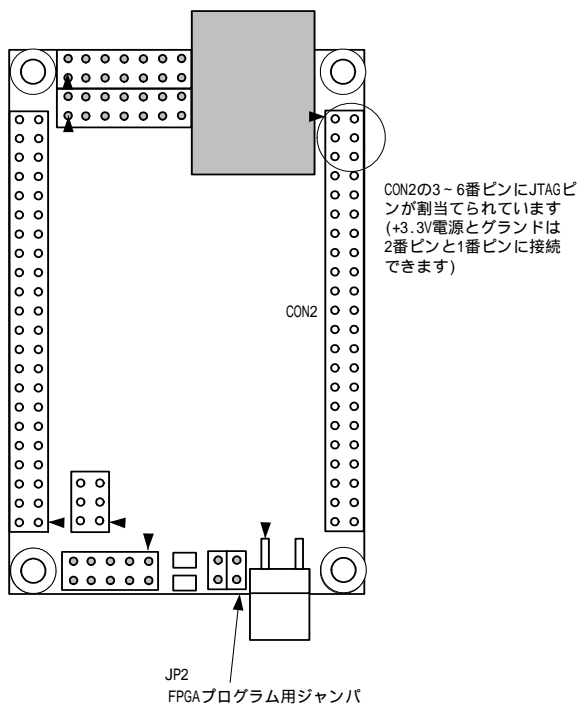 CON2の3~6番ピンにJTAGピ
ンが割当てられています
(+3.3V電源とグランドは
2番ピンと1番ピンに接続
できます)
CON2
JP2
FPGAプログラム用ジャンパ